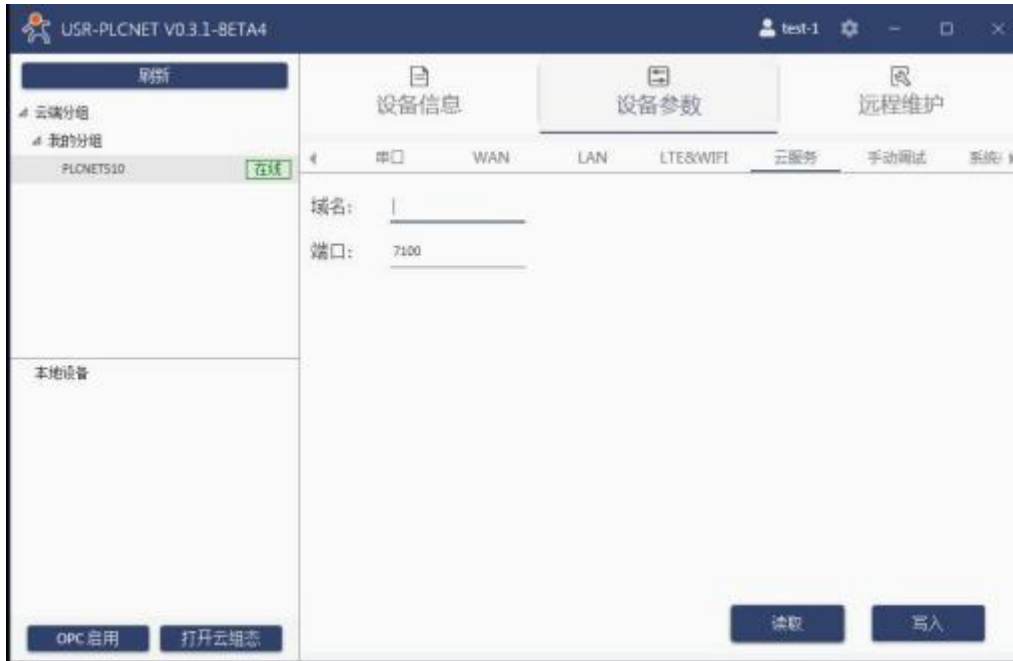 USR-PLCNET V0.3.1-BETA4
test-1
刷新
云端分组
我的分组
PLCNET510 在线
本地设备
OPC启用 打开云组态
设备信息 设备参数 远程维护
串口 WAN LAN LTE&WIFI 云服务 手动调试 系统
域名:
端口: 7100
读取 写入